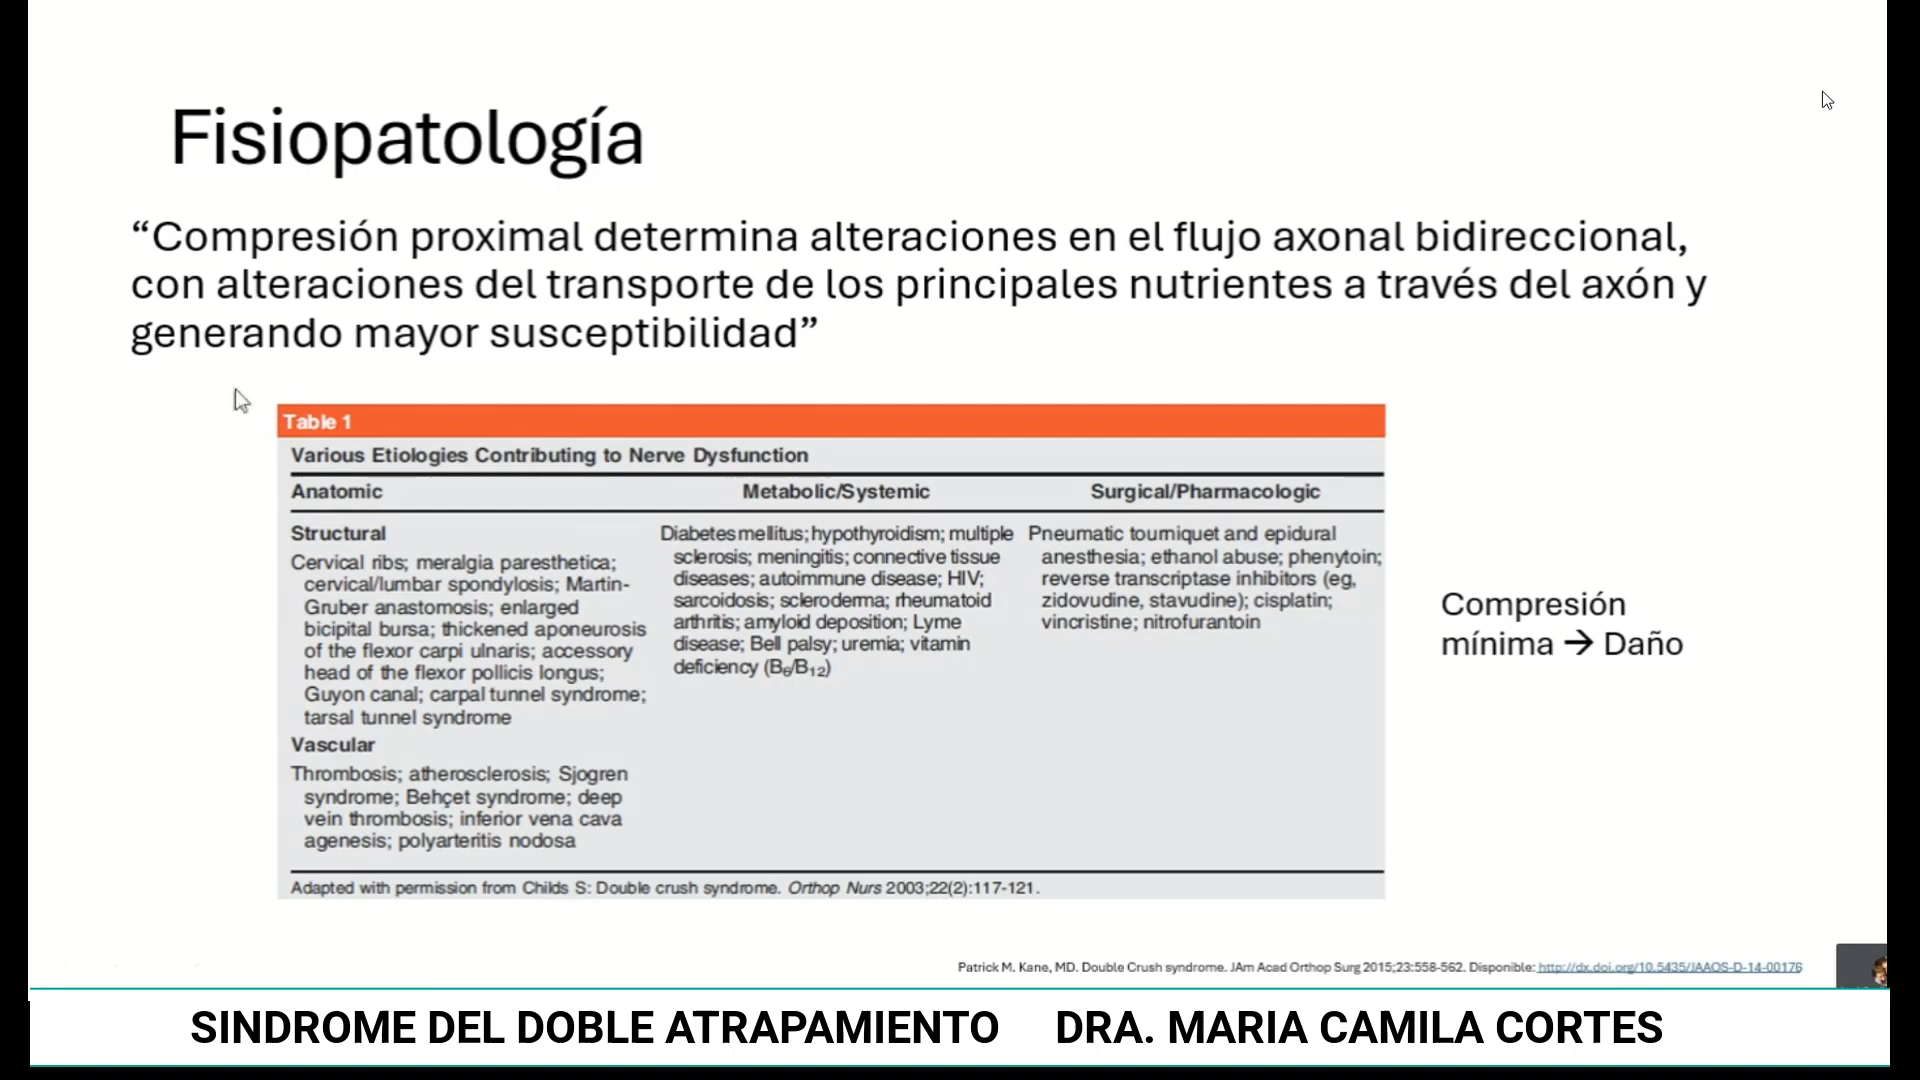 Fisiopatología
“Compresión proximal determina alteraciones en el flujo axonal bidireccional,
con alteraciones del transporte de los principales nutrientes a través del axón y
generando mayor susceptibilidad”
Table 1
Various Etiologies Contributing to Nerve Dysfunction
Anatomic
Metabolic/Systemic
Surgical/Pharmacologic
Structural
Cervical ribs; meralgia paresthetica;
cervical/lumbar spondylosis; Martin-
Gruber anastomosis; enlarged
bicipital bursa; thickened aponeurosis
of the flexor carpi ulnaris; accessory
head of the flexor pollicis longus;
Guyon canal; carpal tunnel syndrome;
tarsal tunnel syndrome
Vascular
Thrombosis; atherosclerosis; Sjogren
syndrome; Behçet syndrome; deep
vein thrombosis; inferior vena cava
agenesis; polyarteritis nodosa
Diabetes mellitus; hypothyroidism; multiple
sclerosis; meningitis; connective tissue
diseases; autoimmune disease; HIV;
sarcoidosis; scleroderma; rheumatoid
arthritis; amyloid deposition; Lyme
disease; Bell palsy; uremia; vitamin
deficiency (B₆/B₁₂)
Pneumatic tourniquet and epidural
anesthesia; ethanol abuse; phenytoin;
reverse transcriptase inhibitors (eg,
zidovudine, stavudine); cisplatin;
vincristine; nitrofurantoin
Adapted with permission from Childs S: Double crush syndrome. Orthop Nurs 2003;22(2):117-121.
Compresión
mínima → Daño
Patrick M. Kane, MD. Double Crush syndrome. JAm Acad Orthop Surg 2015;23:558-562. Disponible: http://dx.doi.org/10.5435/JAAOS-D-14-00176
SINDROME DEL DOBLE ATRAPAMIENTO DRA. MARIA CAMILA CORTES